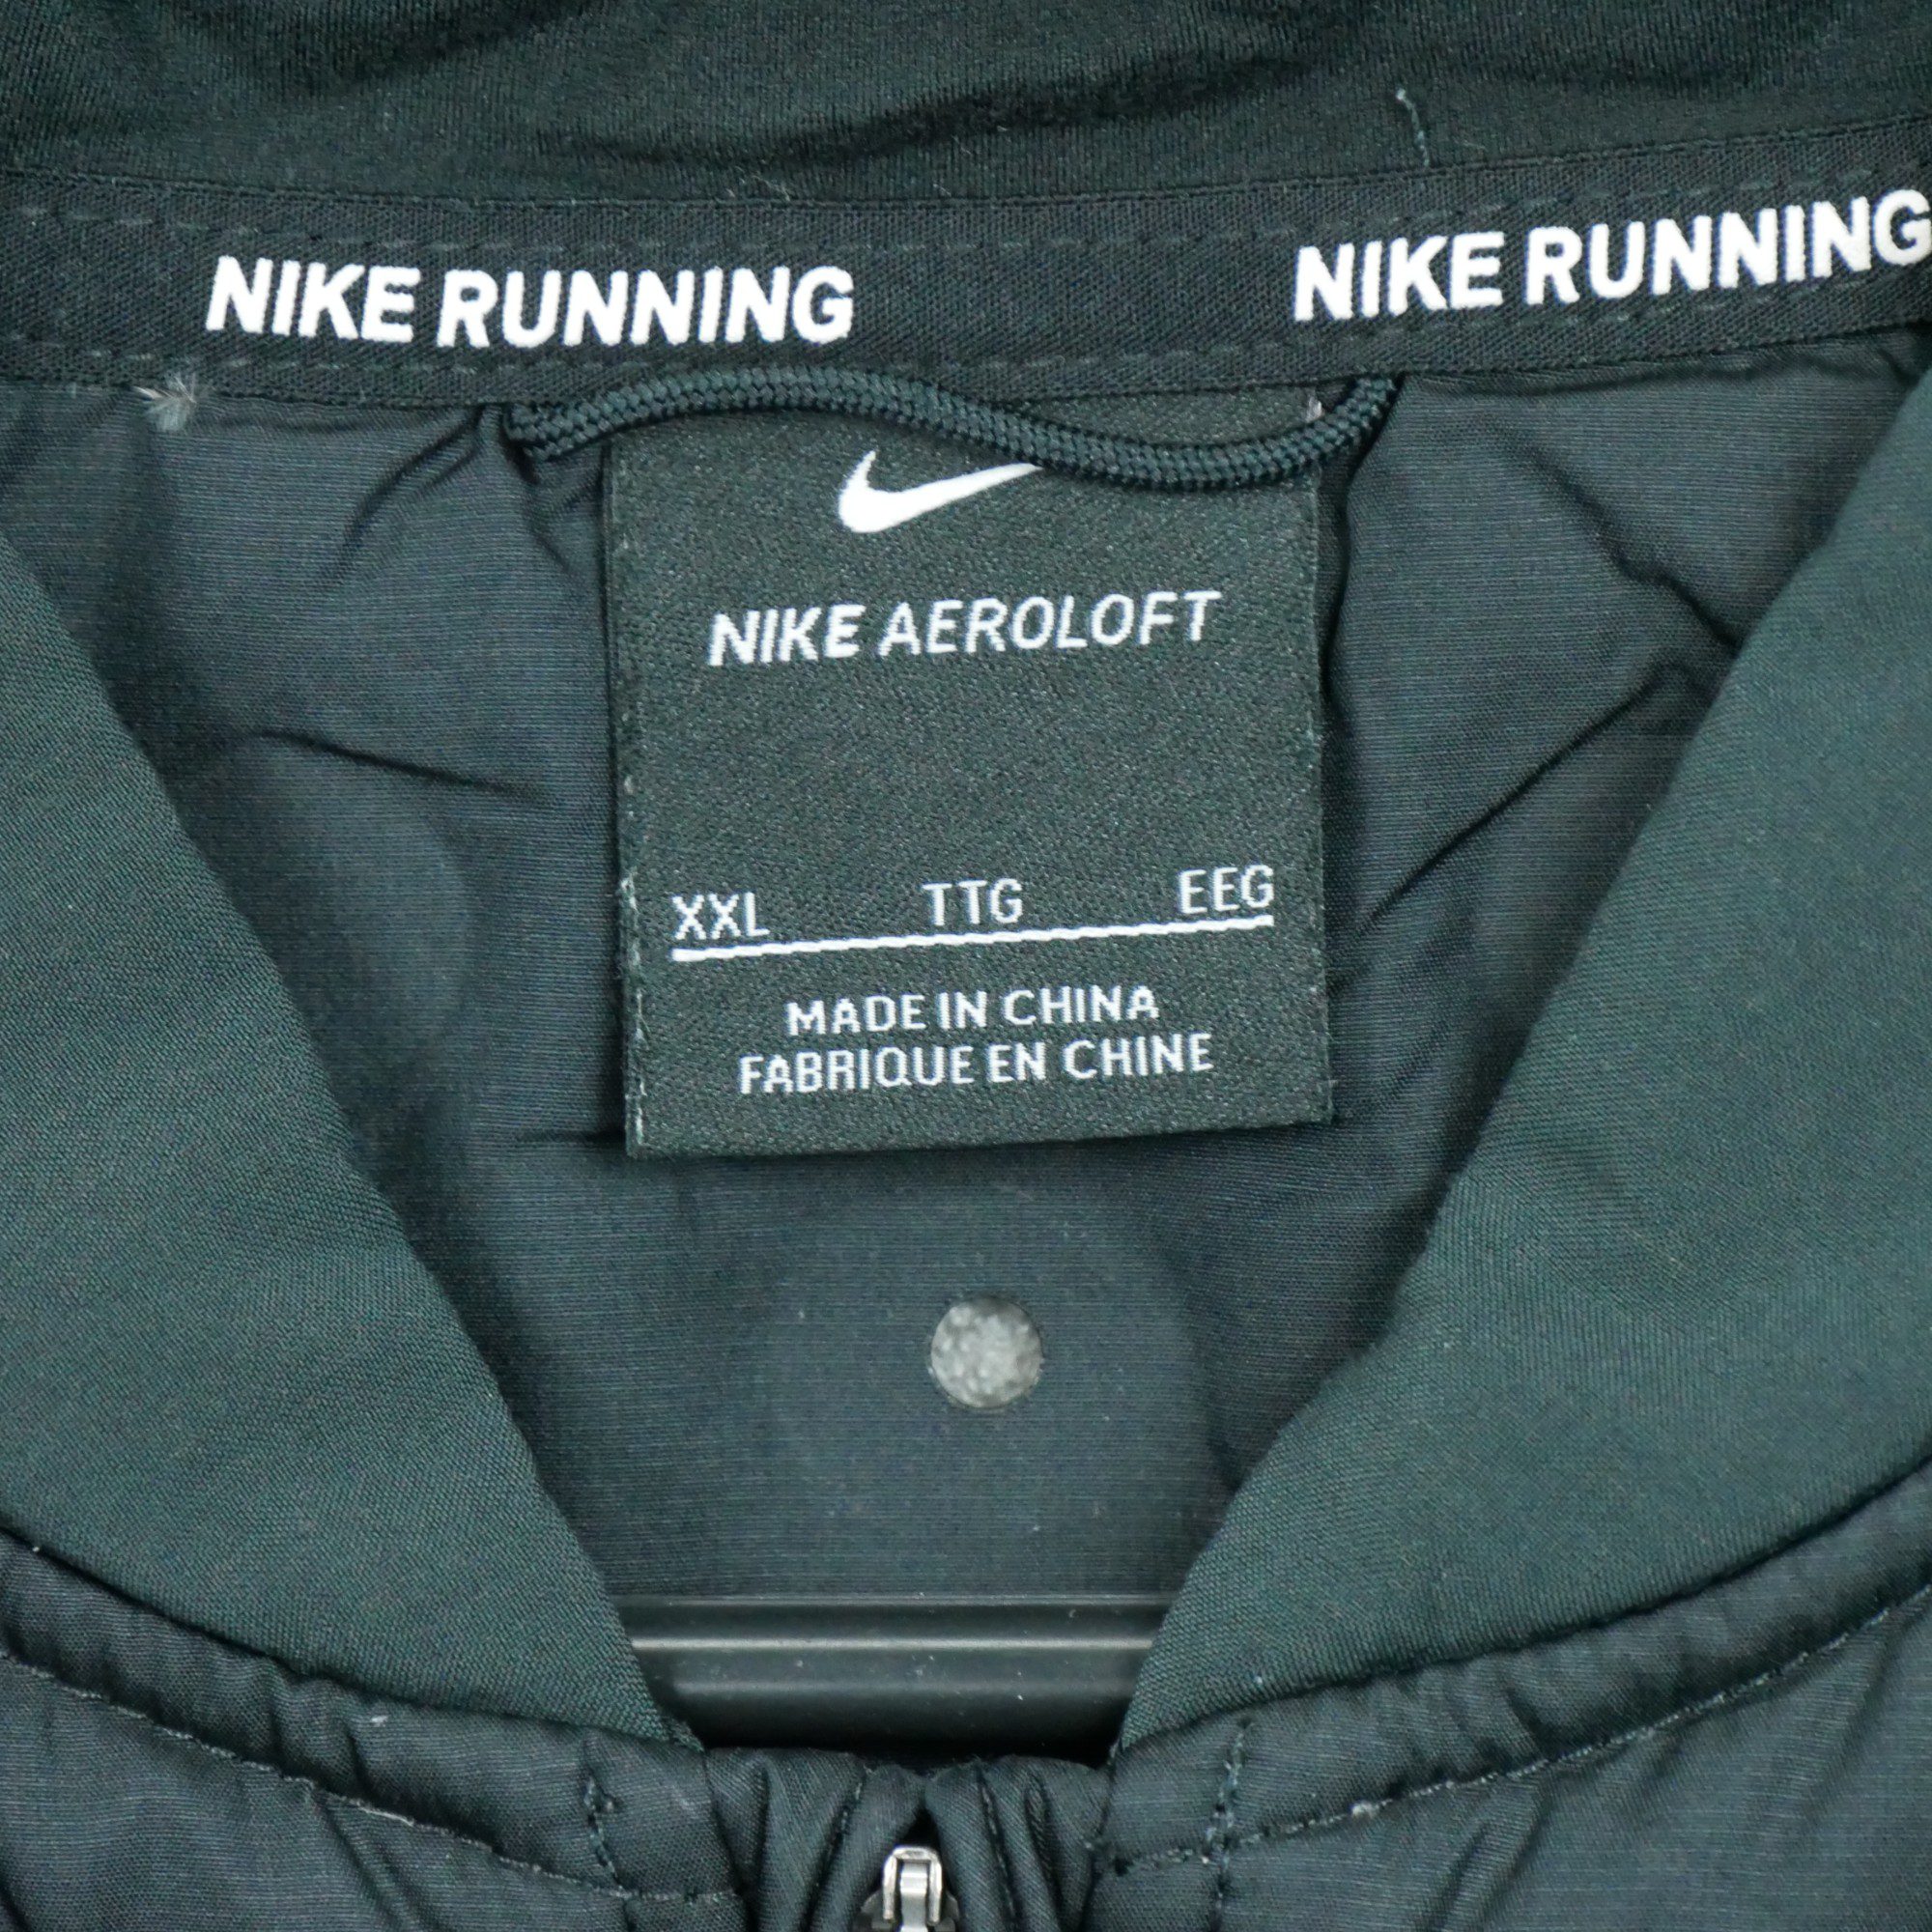 NIKE RUNNING NIKE RUNNING
NIKE AEROLOFT
XXL TTG EEG
MADE IN CHINA
FABRIQUE EN CHINE